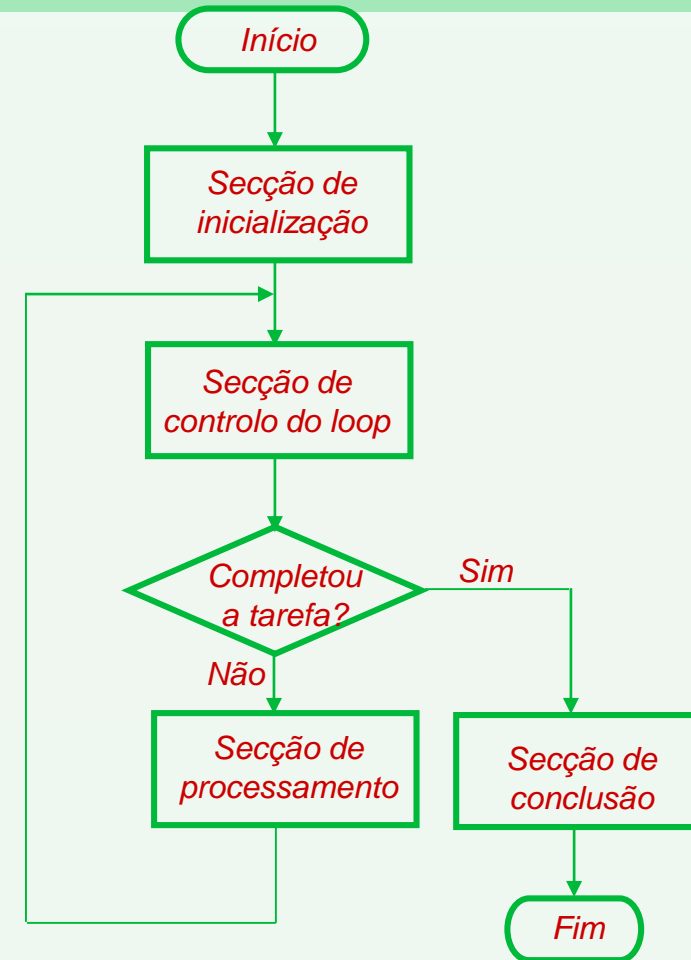 Início
Secção de
inicialização
Secção de
controlo do loop
Completou
a tarefa?
Sim
Não
Secção de
processamento
Secção de
conclusão
Fim